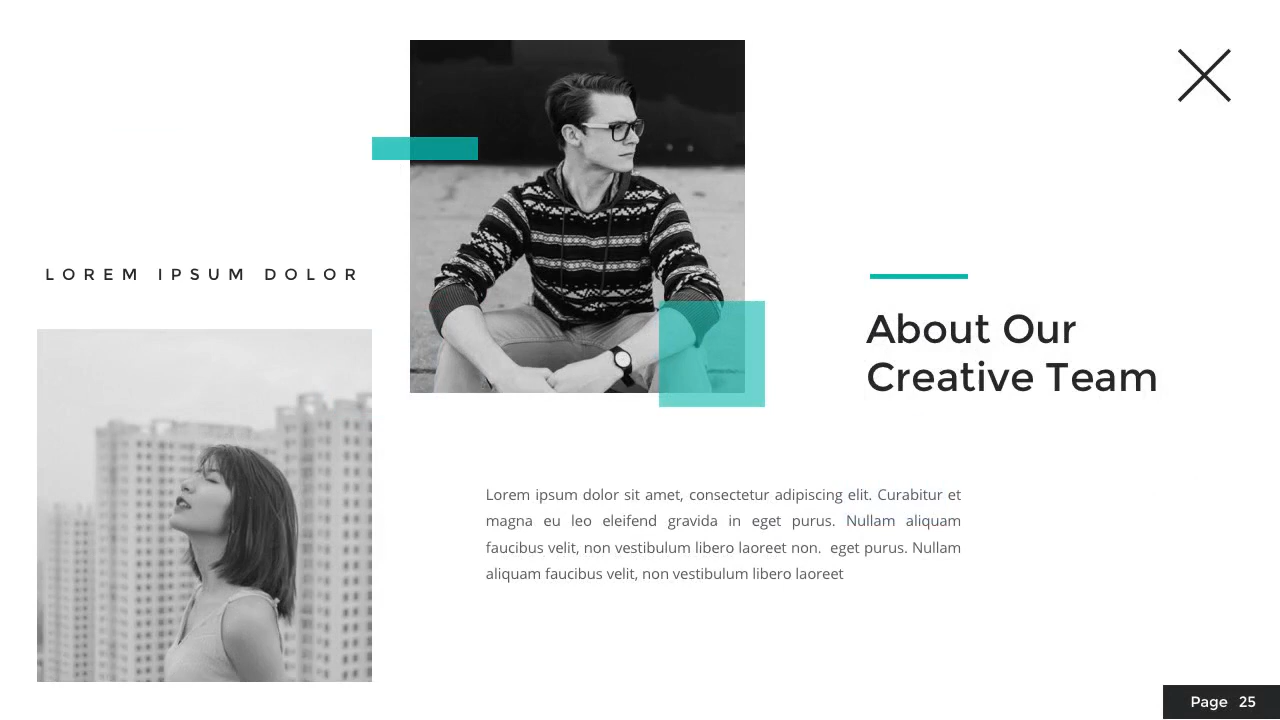 LOREM IPSUM DOLOR
About Our
Creative Team
Lorem ipsum dolor sit amet, consectetur adipiscing elit. Curabitur et
magna eu leo eleifend gravida in eget purus. Nullam aliquam
faucibus velit, non vestibulum libero laoreet non.  eget purus. Nullam
aliquam faucibus velit, non vestibulum libero laoreet
Page 25